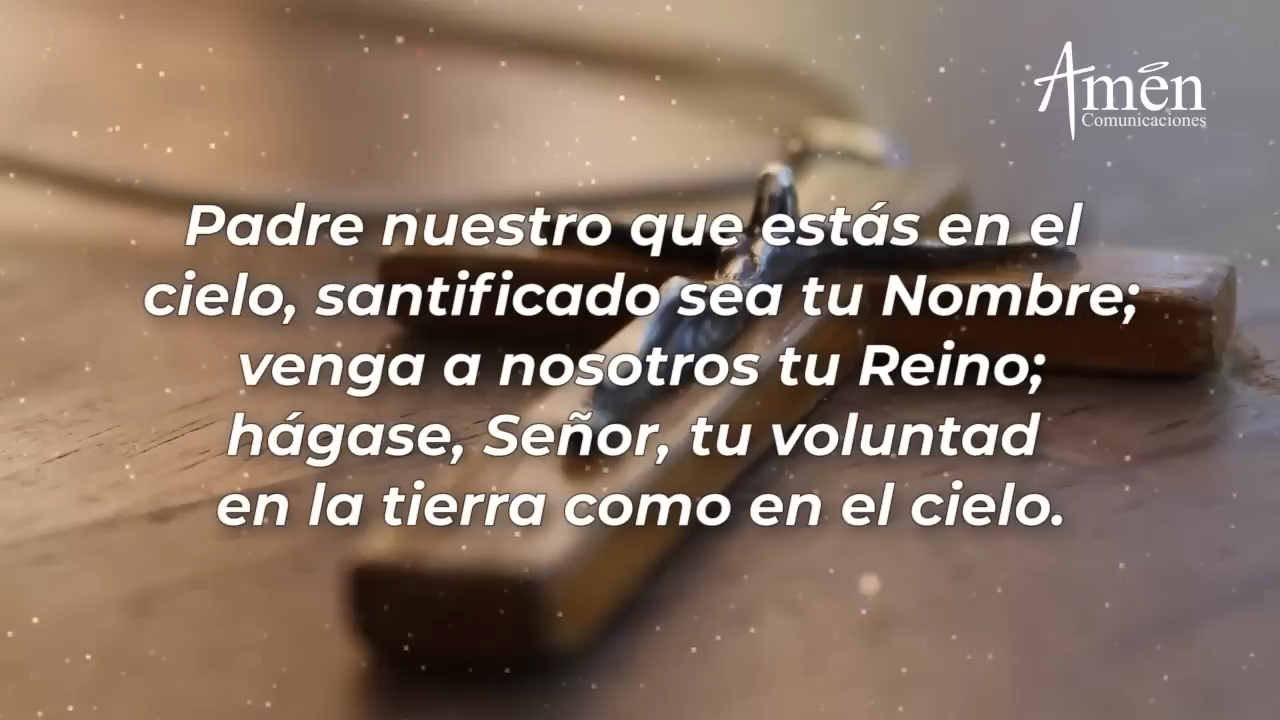 Amén
Comunicaciones
Padre nuestro que estás en el
cielo, santificado sea tu Nombre;
venga a nosotros tu Reino;
hágase, Señor, tu voluntad
en la tierra como en el cielo.